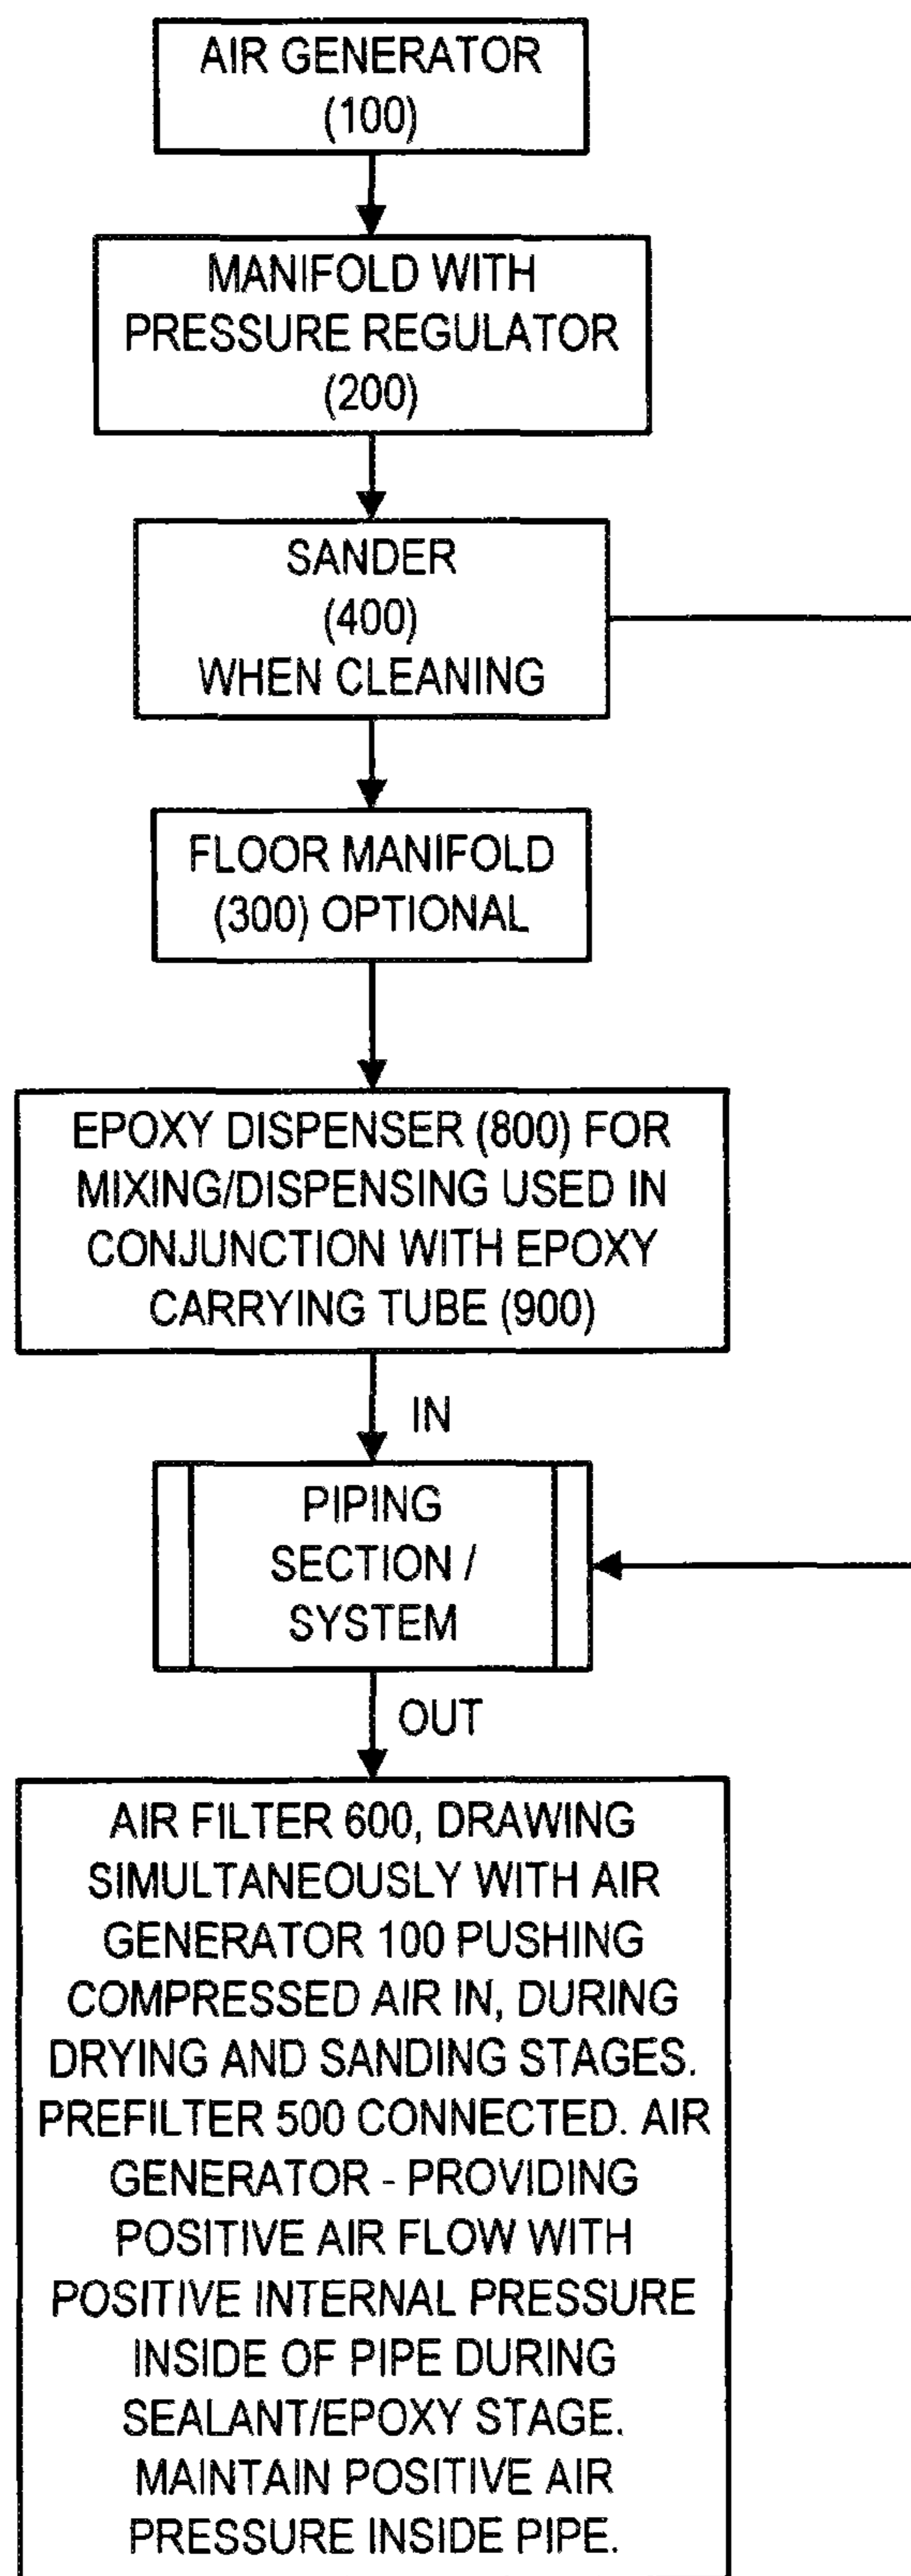 AIR GENERATOR
(100)
MANIFOLD WITH
PRESSURE REGULATOR
(200)
SANDER
(400)
WHEN CLEANING
FLOOR MANIFOLD
(300) OPTIONAL
EPOXY DISPENSER (800) FOR
MIXING/DISPENSING USED IN
CONJUNCTION WITH EPOXY
CARRYING TUBE (900)
IN
PIPING
SECTION /
SYSTEM
OUT
AIR FILTER 600, DRAWING
SIMULTANEOUSLY WITH AIR
GENERATOR 100 PUSHING
COMPRESSED AIR IN, DURING
DRYING AND SANDING STAGES.
PREFILTER 500 CONNECTED. AIR
GENERATOR - PROVIDING
POSITIVE AIR FLOW WITH
POSITIVE INTERNAL PRESSURE
INSIDE OF PIPE DURING
SEALANT/EPOXY STAGE.
MAINTAIN POSITIVE AIR
PRESSURE INSIDE PIPE.